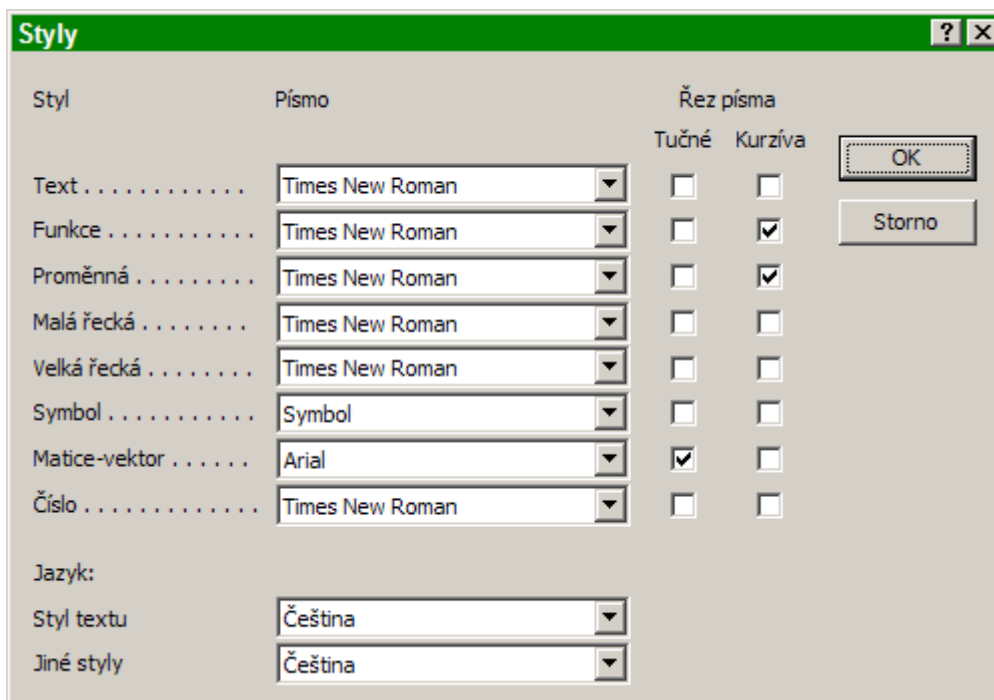 Styly
Styl Písmo Řez písma
Tučné Kurzíva
OK
Text . . . . . . . . . . . . Times New Roman
Storno
Funkce . . . . . . . . . . . Times New Roman
Proměnná . . . . . . . . . Times New Roman
Malá řecká . . . . . . . . Times New Roman
Velká řecká . . . . . . . . Times New Roman
Symbol . . . . . . . . . . . Symbol
Matice-vektor . . . . . . Arial
Číslo . . . . . . . . . . . . . Times New Roman
Jazyk:
Styl textu Čeština
Jiné styly Čeština